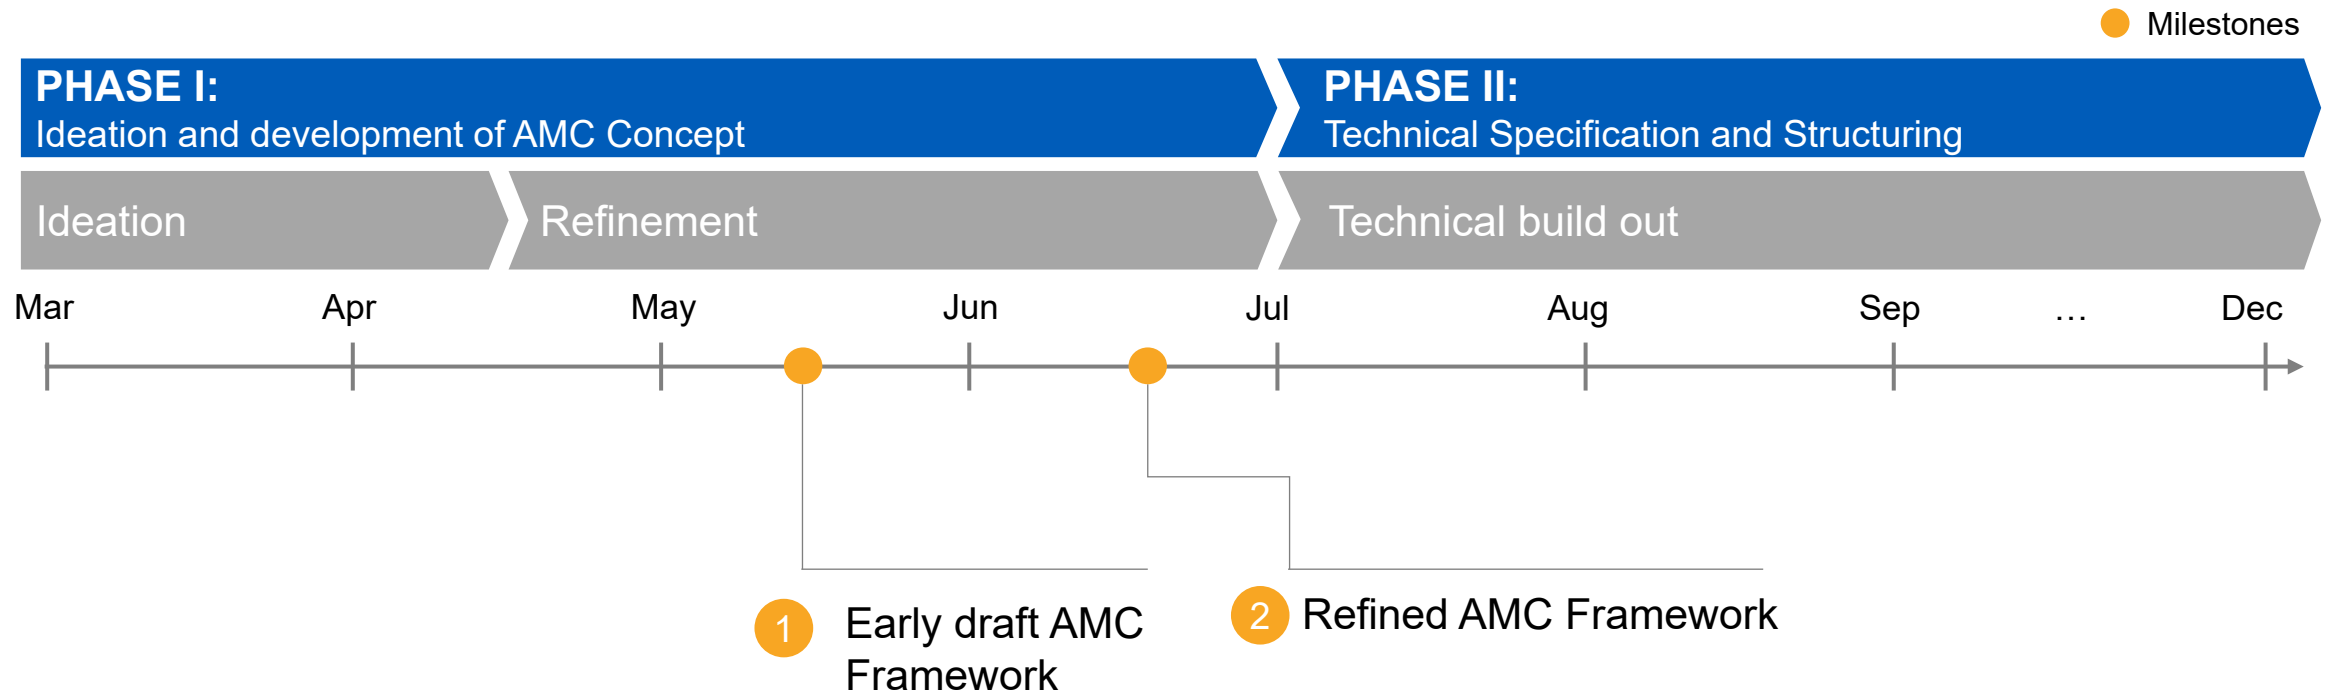 Milestones
PHASE I:
Ideation and development of AMC Concept
PHASE II:
Technical Specification and Structuring
Ideation
Refinement
Technical build out
Mar
Apr
May
Jun
Jul
Aug
Sep
...
Dec
1
Early draft AMC
Framework
2
Refined AMC Framework